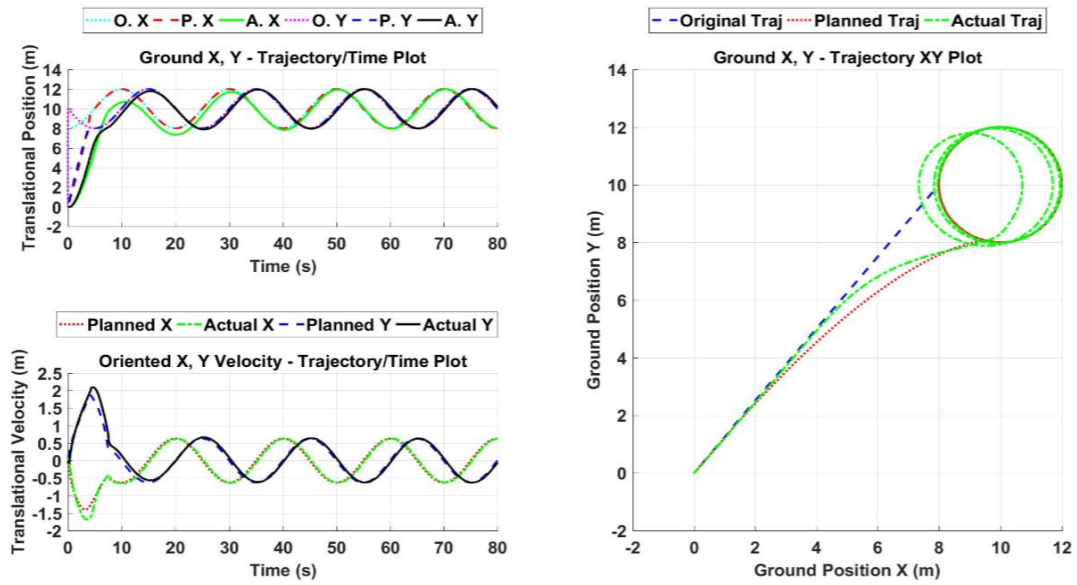 O. X P. X A. X O. Y P. Y A. Y
Ground X, Y - Trajectory/Time Plot
Translational Position (m)
14
12
10
8
6
4
2
0
-2
0 10 20 30 40 50 60 70 80
Time (s)
Planned X Actual X Planned Y Actual Y
Oriented X, Y Velocity - Trajectory/Time Plot
Translational Velocity (m)
2.5
2
1.5
1
0.5
0
-0.5
-1
-1.5
-2
0 10 20 30 40 50 60 70 80
Time (s)
Original Traj Planned Traj Actual Traj
Ground X, Y - Trajectory XY Plot
Ground Position Y (m)
14
12
10
8
6
4
2
0
-2
-2 0 2 4 6 8 10 12
Ground Position X (m)